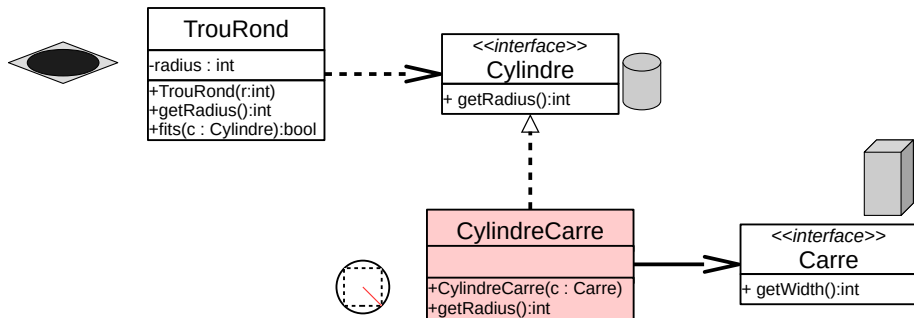 TrouRond
-radius : int
+TrouRond(r:int)
+getRadius():int
+fits(c : Cylindre):bool
<<interface>>
Cylindre
+ getRadius():int
CylindreCarre
+CylindreCarre(c : Carre)
+getRadius():int
<<interface>>
Carre
+ getWidth():int